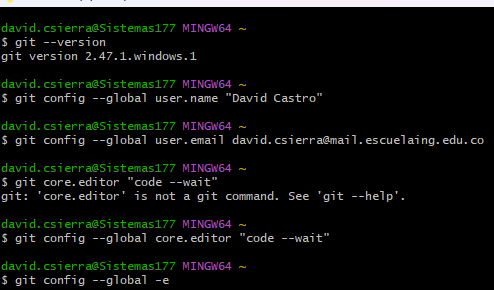 david.csierra@Sistemas177 MINGW64 ~
$ git --version
git version 2.47.1.windows.1
david.csierra@Sistemas177 MINGW64 ~
$ git config --global user.name "David Castro"
david.csierra@Sistemas177 MINGW64 ~
$ git config --global user.email david.csierra@mail.escuelaing.edu.co
david.csierra@Sistemas177 MINGW64 ~
$ git core.editor "code --wait"
git: 'core.editor' is not a git command. See 'git --help'.
david.csierra@Sistemas177 MINGW64 ~
$ git config --global core.editor "code --wait"
david.csierra@Sistemas177 MINGW64 ~
$ git config --global -e